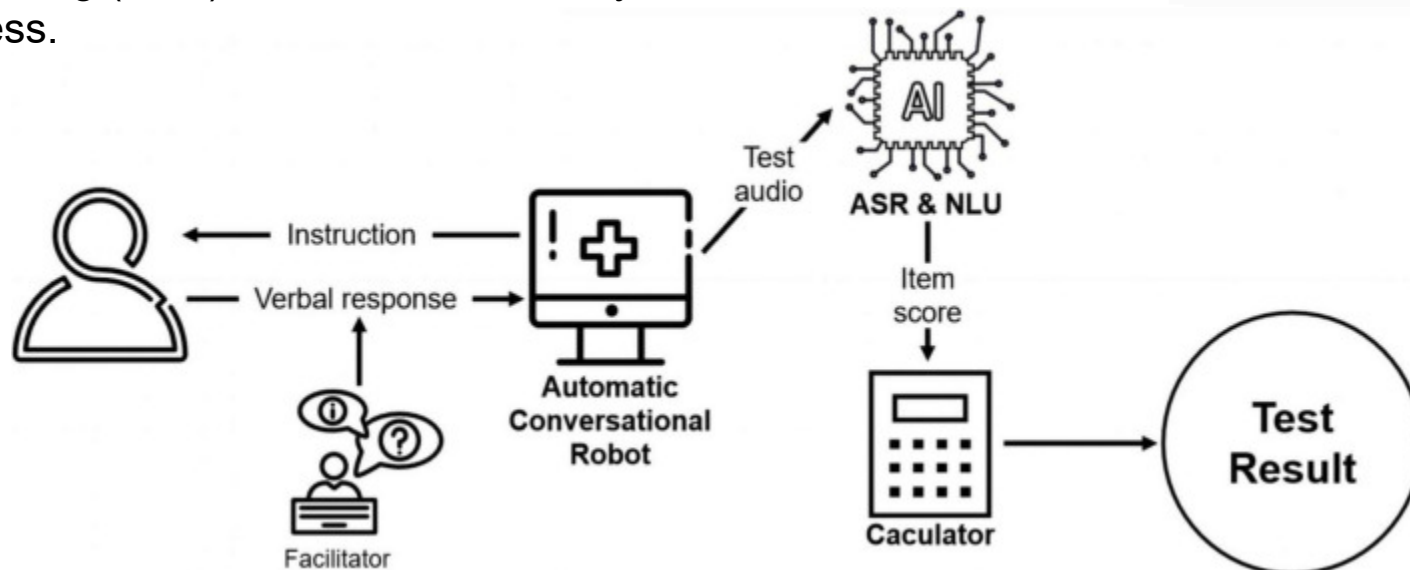 ess.
Instruction
Verbal response
Facilitator
Automatic
Conversational
Robot
Test
audio
AI
ASR & NLU
Item
score
Caculator
Test
Result